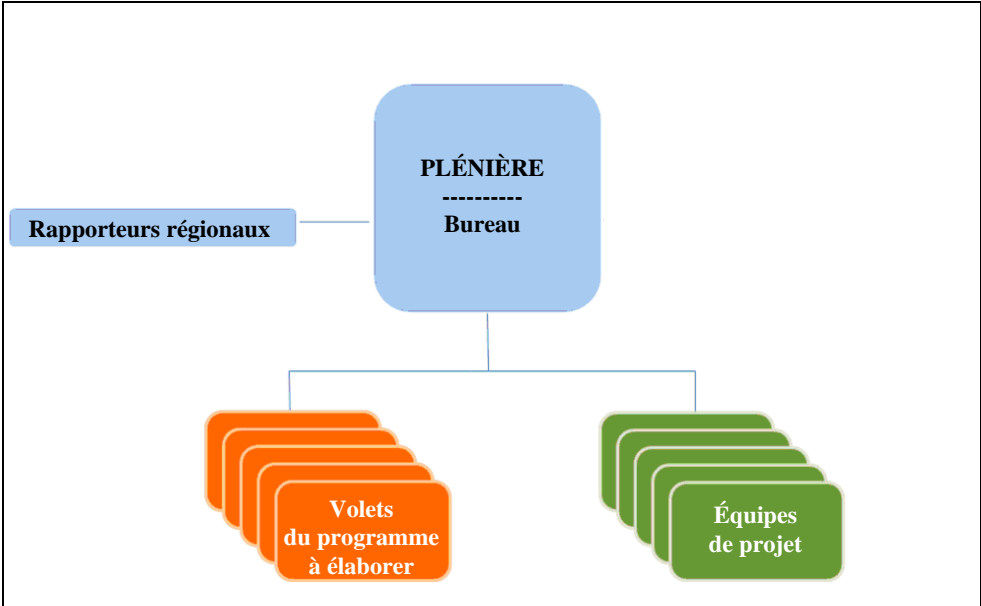 PLÉNIÈRE
----------
Bureau
Rapporteurs régionaux
Volets
du programme
à élaborer
Équipes
de projet